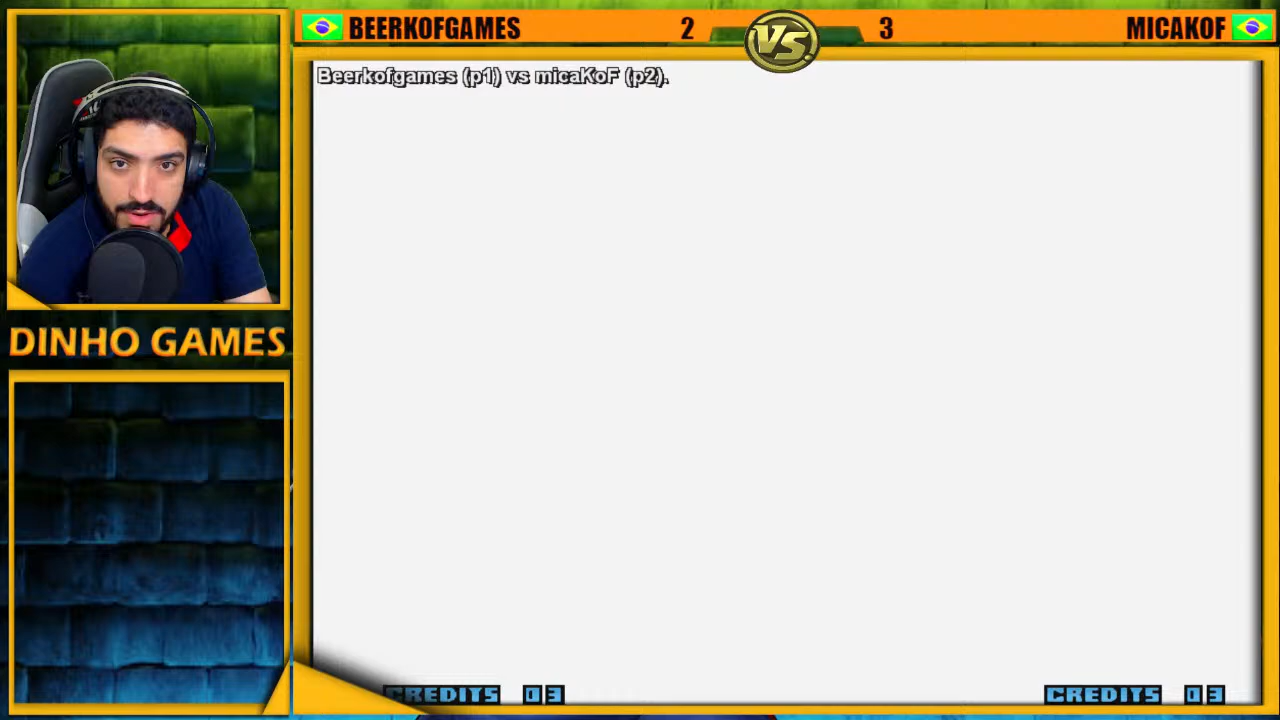 BEERKOFGAMES 2 VS. 3 MICAKOF
Beerkofgames (p1) vs micaKoF (p2).
DINHO GAMES
CREDITS 03 CREDITS 03